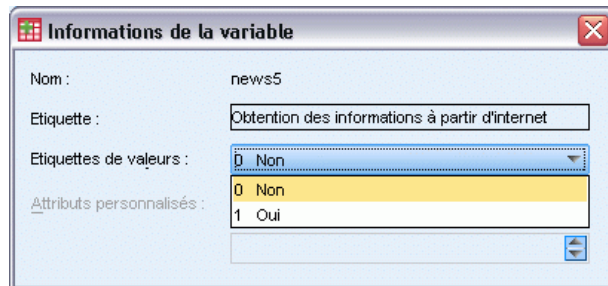 Informations de la variable
Nom : news5
Etiquette : Obtention des informations à partir d'internet
Etiquettes de valeurs : 0 Non
0 Non
1 Oui
Attributs personnalisés :